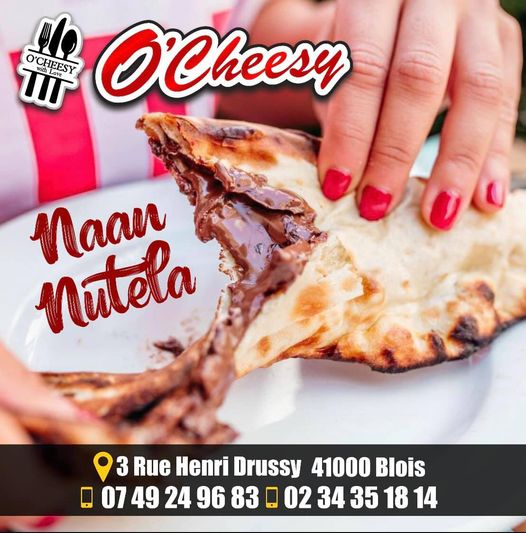 O'CHEESY
with Love
O'Cheesy
Naan
Nutela
3 Rue Henri Drussy 41000 Blois
07 49 24 96 83 02 34 35 18 14